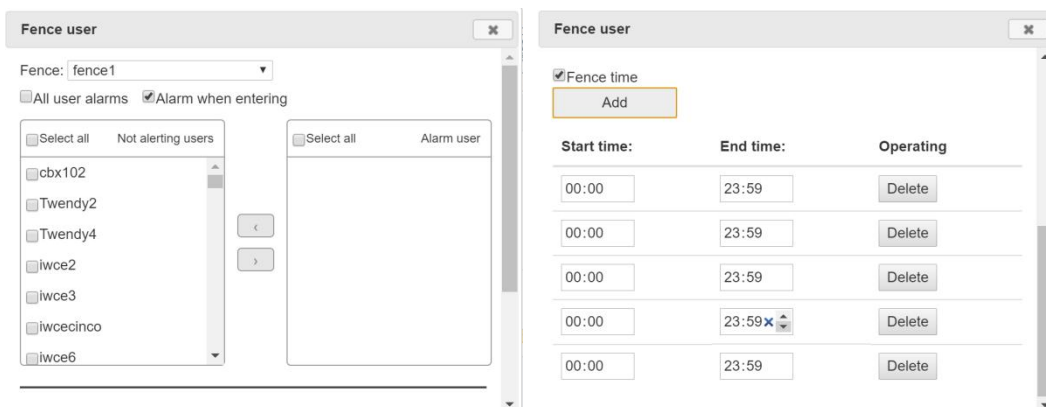 Fence user
Fence: fence1
All user alarms Alarm when entering
Select all Not alerting users
cbx102
Twendy2
Twendy4
iwce2
iwce3
iwcecinco
iwce6
Select all Alarm user
Fence user
Fence time
Add
Start time: End time: Operating
00:00 23:59 Delete
00:00 23:59 Delete
00:00 23:59 Delete
00:00 23:59 Delete
00:00 23:59 Delete